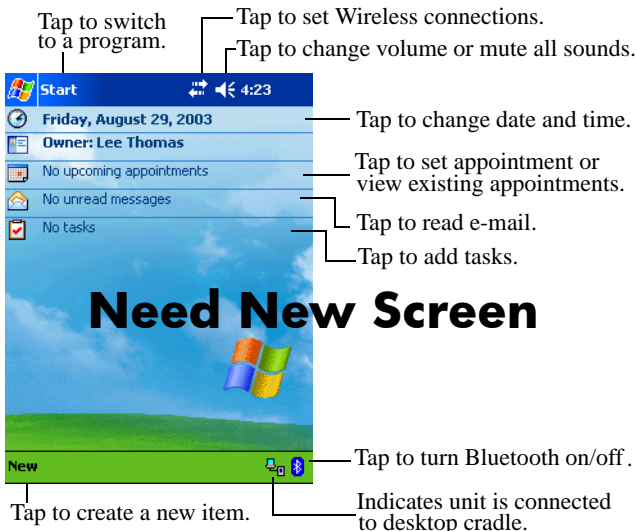 Tap to switch
to a program.
Tap to set Wireless connections.
Tap to change volume or mute all sounds.
Start 4:23
Friday, August 29, 2003
Tap to change date and time.
Owner: Lee Thomas
No upcoming appointments
Tap to set appointment or
view existing appointments.
No unread messages
Tap to read e-mail.
No tasks
Tap to add tasks.
Need New Screen
New
Tap to turn Bluetooth on/off.
Tap to create a new item.
Indicates unit is connected
to desktop cradle.